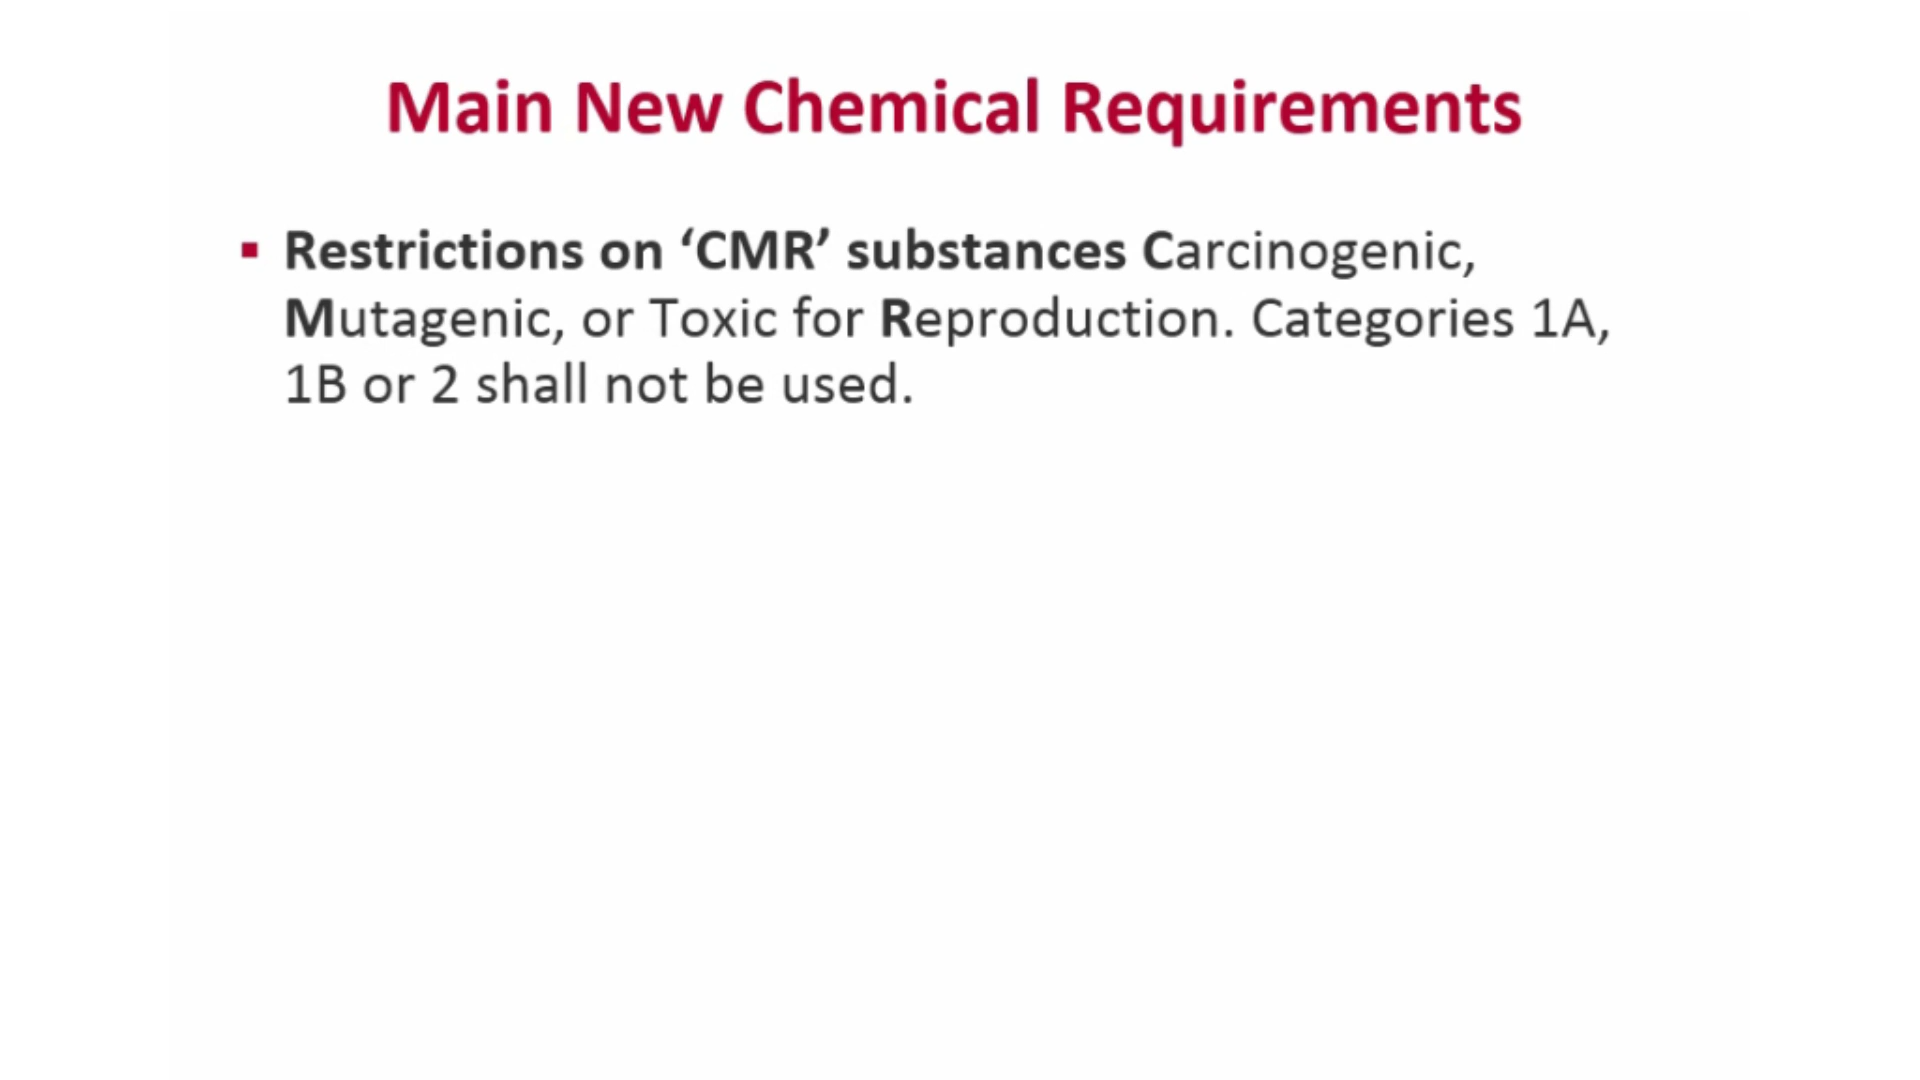 Main New Chemical Requirements
▪ Restrictions on ‘CMR’ substances Carcinogenic,
Mutagenic, or Toxic for Reproduction. Categories 1A,
1B or 2 shall not be used.